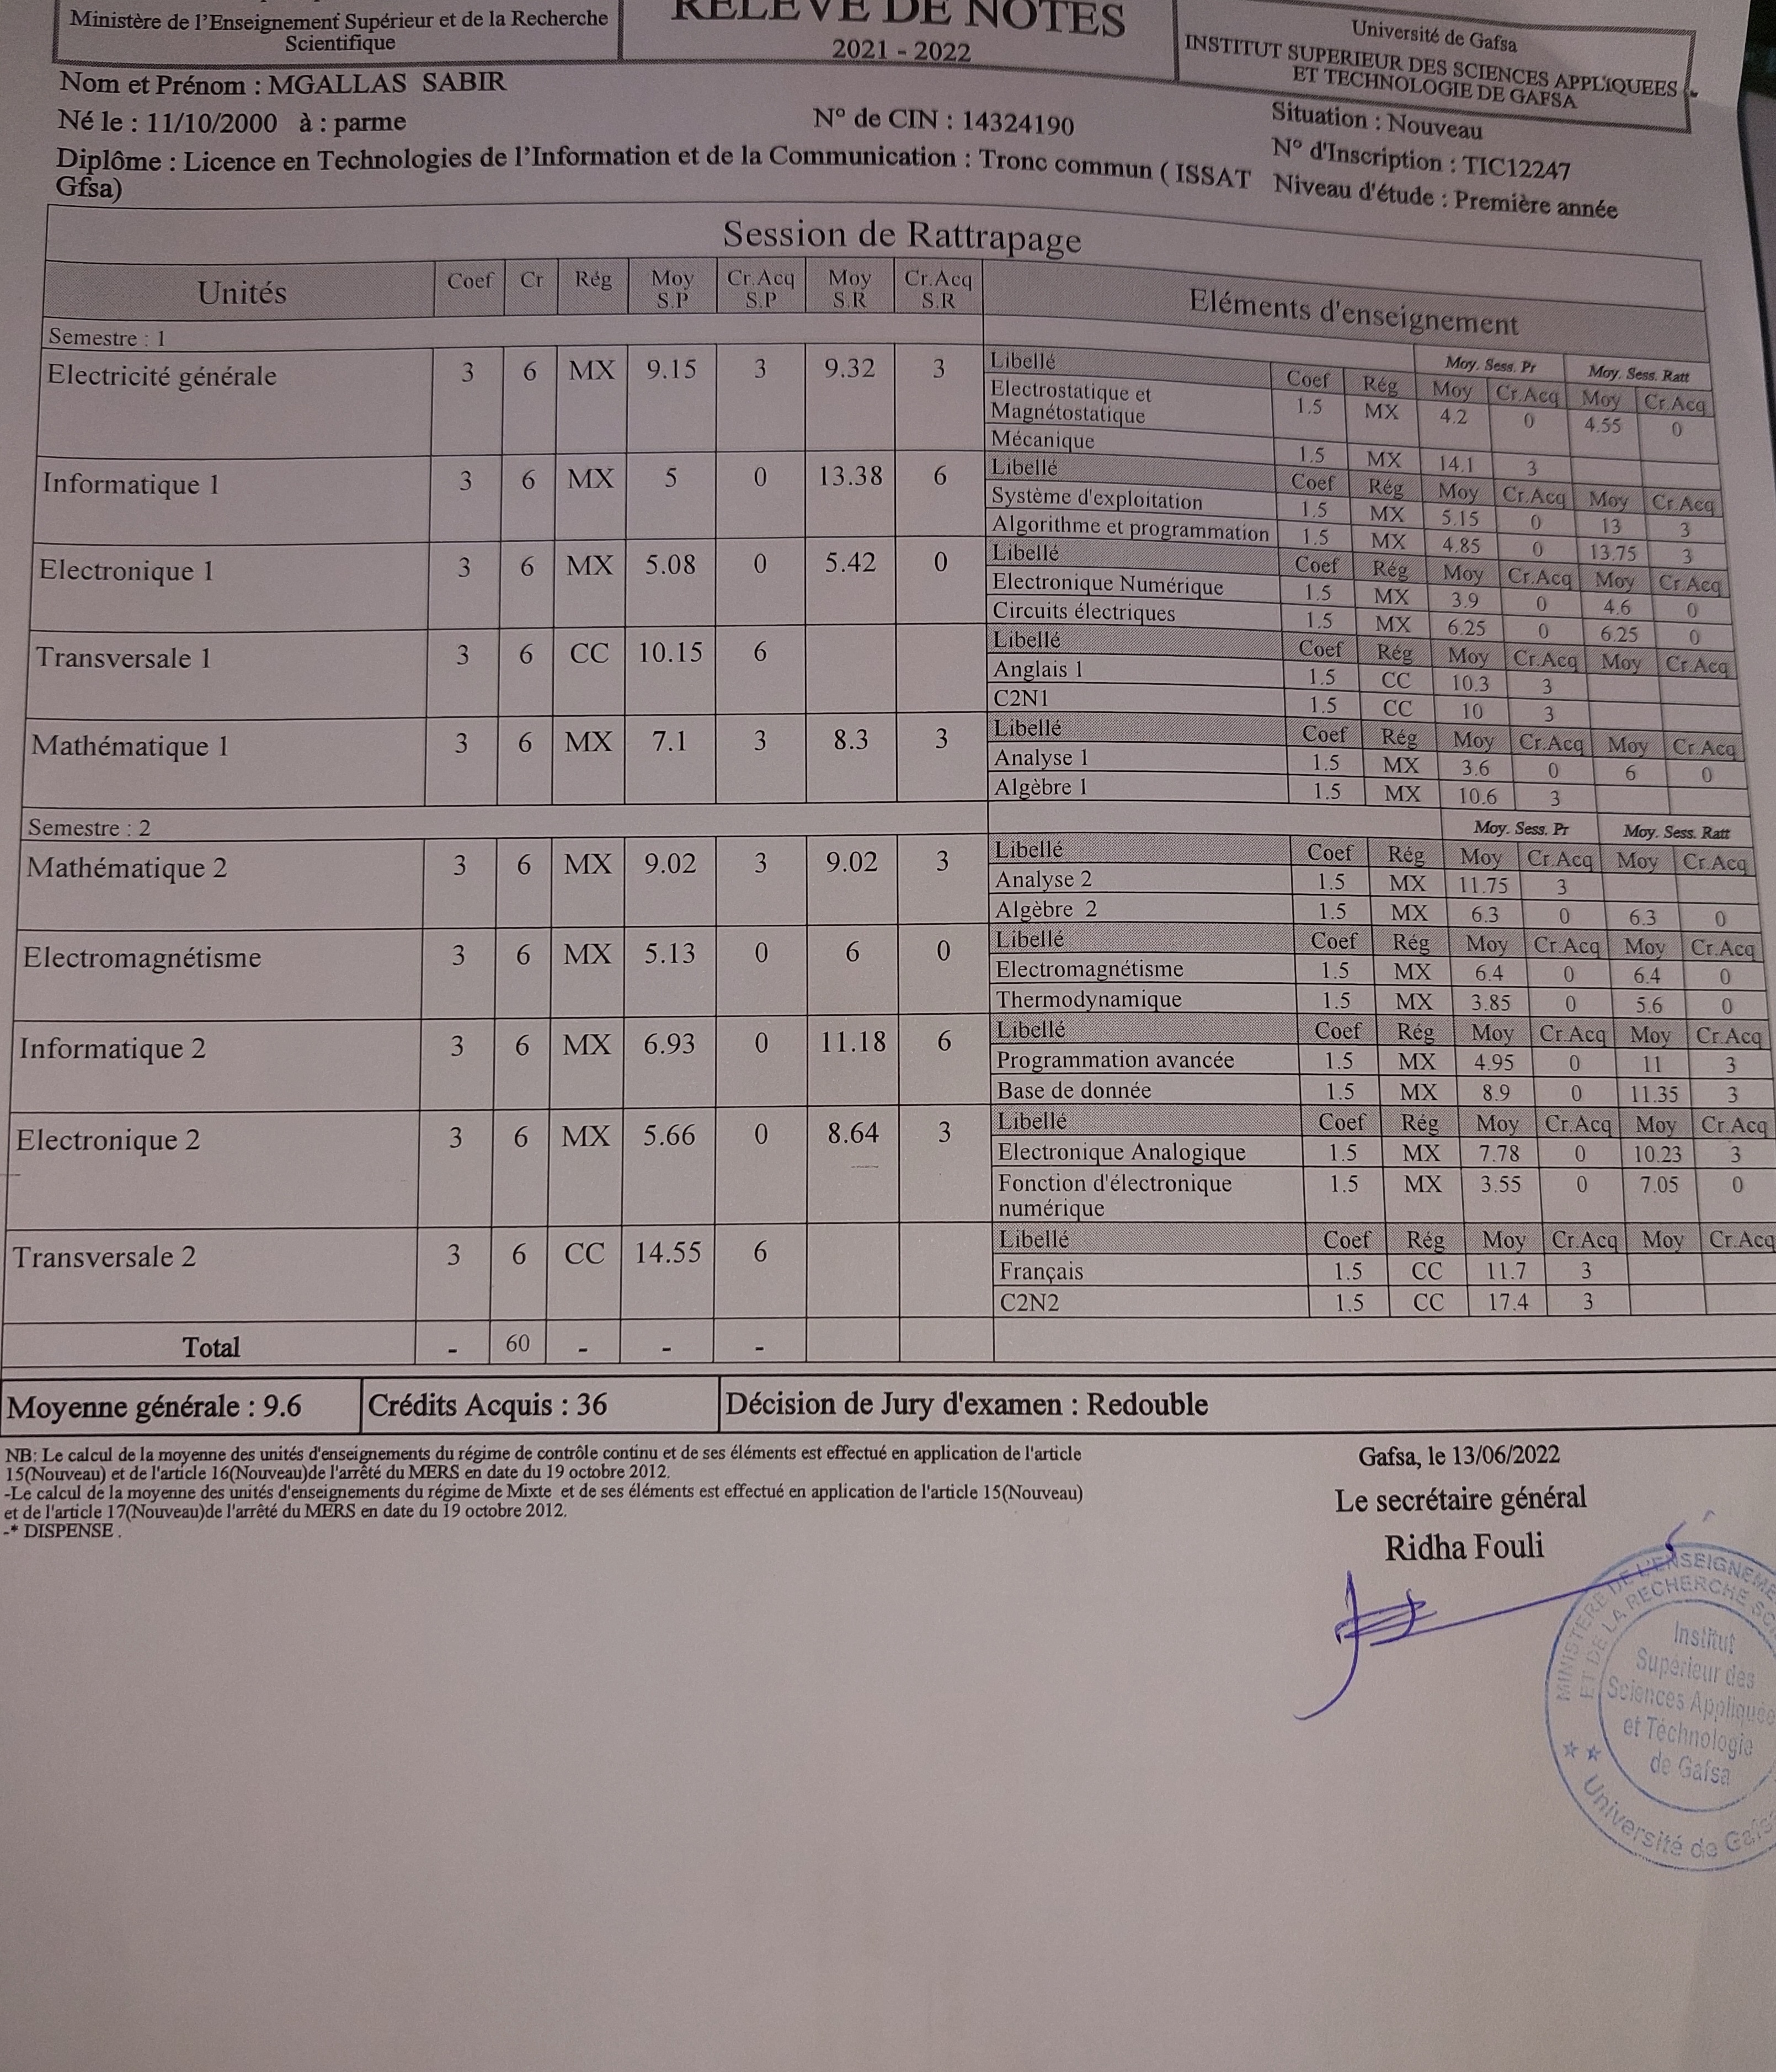 Ministère de l'Enseignement Supérieur et de la Recherche
Scientifique
RELEVE DE NOTES
2021 - 2022
Université de Gafsa
INSTITUT SUPERIEUR DES SCIENCES APPLIQUEES
ET TECHNOLOGIE DE GAFSA
Nom et Prénom : MGALLAS SABIR
Né le : 11/10/2000 à : parme
N° de CIN : 14324190
Situation : Nouveau
N° d'Inscription : TIC12247
Diplôme : Licence en Technologies de l'Information et de la Communication : Tronc commun ( ISSAT
Gfsa)
Niveau d'étude : Première année
Session de Rattrapage
Unités Coef Cr Rég Moy S.P Cr.Acq S.P Moy S.R Cr.Acq S.R Eléments d'enseignement
Semestre : 1
Moy. Sess. Pr Moy. Sess. Ratt
Electricité générale 3 6 MX 9.15 3 9.32 3
Libellé Coef Rég Moy Cr.Acq Moy Cr.Acq
Electrostatique et
Magnétostatique 1.5 MX 4.2 0 4.55 0
Mécanique 1.5 MX 14.1 3
Informatique 1 3 6 MX 5 0 13.38 6
Libellé Coef Rég Moy Cr.Acq Moy Cr.Acq
Système d'exploitation 1.5 MX 5.15 0 13 3
Algorithme et programmation 1.5 MX 4.85 0 13.75 3
Electronique 1 3 6 MX 5.08 0 5.42 0
Libellé Coef Rég Moy Cr.Acq Moy Cr.Acq
Electronique Numérique 1.5 MX 3.9 0 4.6 0
Circuits électriques 1.5 MX 6.25 0 6.25 0
Transversale 1 3 6 CC 10.15 6
Libellé Coef Rég Moy Cr.Acq Moy Cr.Acq
Anglais 1 1.5 CC 10.3 3
C2N1 1.5 CC 10 3
Mathématique 1 3 6 MX 7.1 3 8.3 3
Libellé Coef Rég Moy Cr.Acq Moy Cr.Acq
Analyse 1 1.5 MX 3.6 0 6 0
Algèbre 1 1.5 MX 10.6 3
Semestre : 2
Moy. Sess. Pr Moy. Sess. Ratt
Mathématique 2 3 6 MX 9.02 3 9.02 3
Libellé Coef Rég Moy Cr.Acq Moy Cr.Acq
Analyse 2 1.5 MX 11.75 3
Algèbre 2 1.5 MX 6.3 0 6.3 0
Electromagnétisme 3 6 MX 5.13 0 6 0
Libellé Coef Rég Moy Cr.Acq Moy Cr.Acq
Electromagnétisme 1.5 MX 6.4 0 6.4 0
Thermodynamique 1.5 MX 3.85 0 5.6 0
Informatique 2 3 6 MX 6.93 0 11.18 6
Libellé Coef Rég Moy Cr.Acq Moy Cr.Acq
Programmation avancée 1.5 MX 4.95 0 11 3
Base de donnée 1.5 MX 8.9 0 11.35 3
Electronique 2 3 6 MX 5.66 0 8.64 3
Libellé Coef Rég Moy Cr.Acq Moy Cr.Acq
Electronique Analogique 1.5 MX 7.78 0 10.23 3
Fonction d'électronique 1.5 MX 3.55 0 7.05 0
numérique
Transversale 2 3 6 CC 14.55 6
Libellé Coef Rég Moy Cr.Acq Moy Cr.Acq
Français 1.5 CC 11.7 3
C2N2 1.5 CC 17.4 3
Total - 60 - - -
Moyenne générale : 9.6 Crédits Acquis : 36 Décision de Jury d'examen : Redouble
NB: Le calcul de la moyenne des unités d'enseignements du régime de contrôle continu et de ses éléments est effectué en application de l'article
15(Nouveau) et de l'article 16(Nouveau)de l'arrêté du MERS en date du 19 octobre 2012.
-Le calcul de la moyenne des unités d'enseignements du régime de Mixte et de ses éléments est effectué en application de l'article 15(Nouveau)
et de l'article 17(Nouveau)de l'arrêté du MERS en date du 19 octobre 2012.
-* DISPENSE .
Gafsa, le 13/06/2022
Le secrétaire général
Ridha Fouli
MINISTERE DE L'ENSEIGNEME
ET DE LA RECHERCHE SC
Institut
Supérieur des
Sciences Appliquée
et Téchnologie
de Gafsa
Université de Gafs